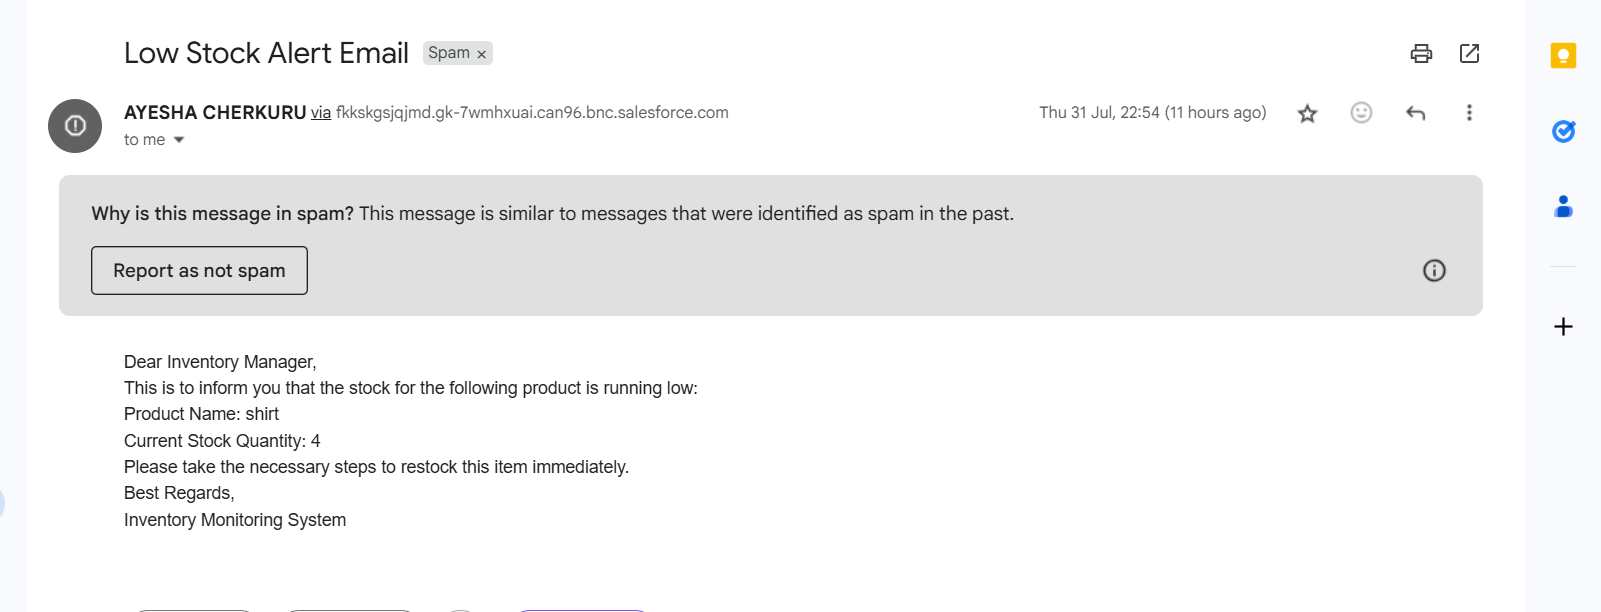 Low Stock Alert Email Spam ×
AYESHA CHERKURU via fkkskgsjqjmd.gk-7wmhxuai.can96.bnc.salesforce.com Thu 31 Jul, 22:54 (11 hours ago)
to me
Why is this message in spam? This message is similar to messages that were identified as spam in the past.
Report as not spam
Dear Inventory Manager,
This is to inform you that the stock for the following product is running low:
Product Name: shirt
Current Stock Quantity: 4
Please take the necessary steps to restock this item immediately.
Best Regards,
Inventory Monitoring System